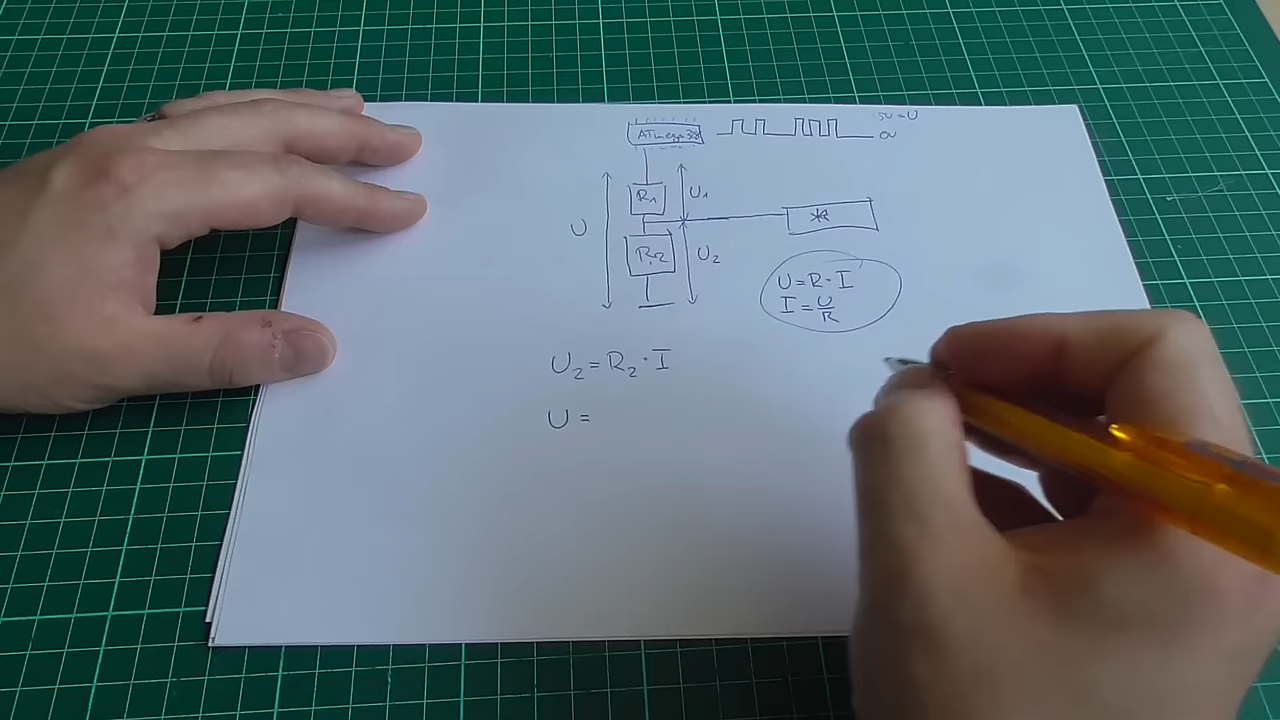 5V=U
ATmega328
0V
R1
U1
U
R2
U2
U=R·I
I=U/R
U2=R2·I
U=